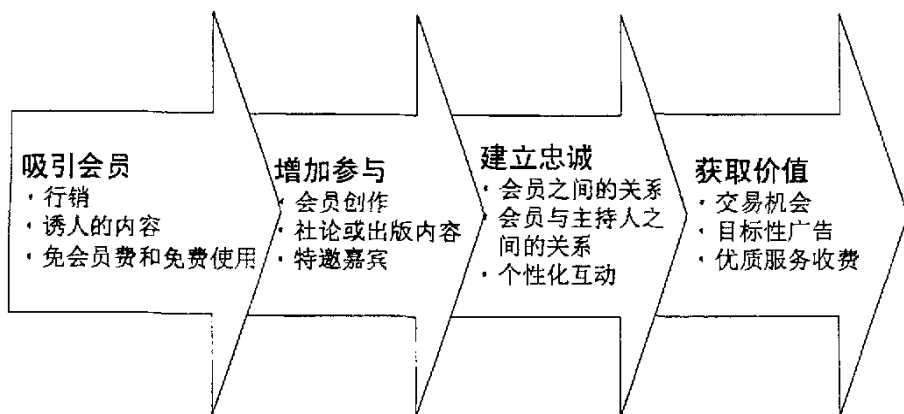 吸引会员
· 行销
· 诱人的内容
· 免会员费和免费使用
增加参与
· 会员创作
· 社论或出版内容
· 特邀嘉宾
建立忠诚
· 会员之间的关系
· 会员与主持人之
间的关系
· 个性化互动
获取价值
· 交易机会
· 目标性广告
· 优质服务收费